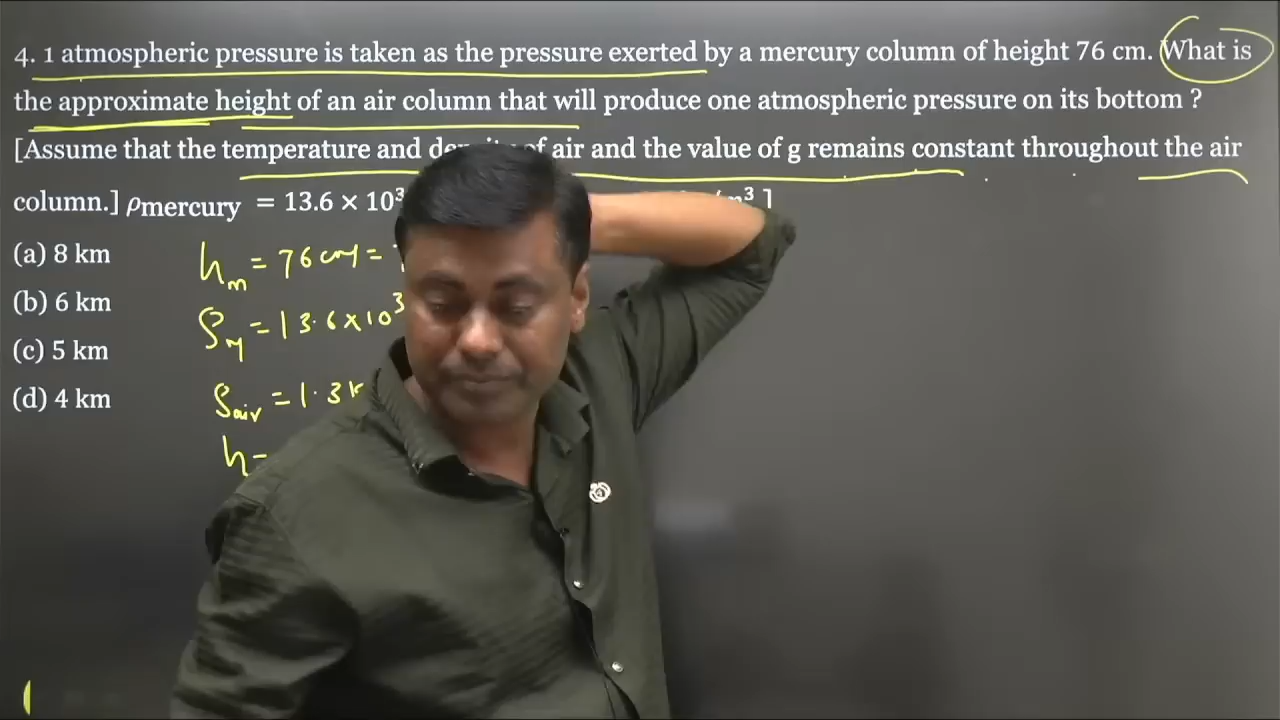 4. 1 atmospheric pressure is taken as the pressure exerted by a mercury column of height 76 cm. What is
the approximate height of an air column that will produce one atmospheric pressure on its bottom ?
[Assume that the temperature and of air and the value of g remains constant throughout the air
column.] ρmercury = 13.6 × 10³ m³ ]
(a) 8 km
(b) 6 km
(c) 5 km
(d) 4 km
hm = 76 cm =
ρm = 13.6×10³
ρair = 1.3
h =